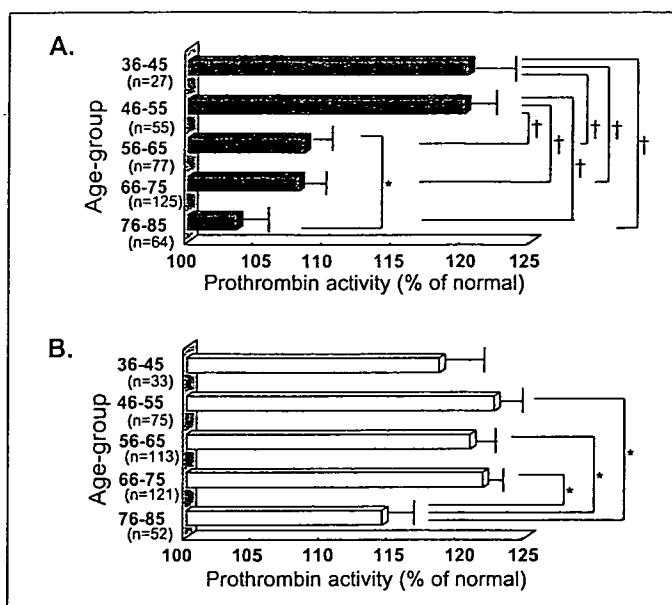 A.
36-45
(n=27)
46-55
(n=55)
56-65
(n=77)
66-75
(n=125)
76-85
(n=64)
Age-group
†
†
†
†
†
†
*
100 105 110 115 120 125
Prothrombin activity (% of normal)
B.
36-45
(n=33)
46-55
(n=75)
56-65
(n=113)
66-75
(n=121)
76-85
(n=52)
Age-group
*
*
*
100 105 110 115 120 125
Prothrombin activity (% of normal)